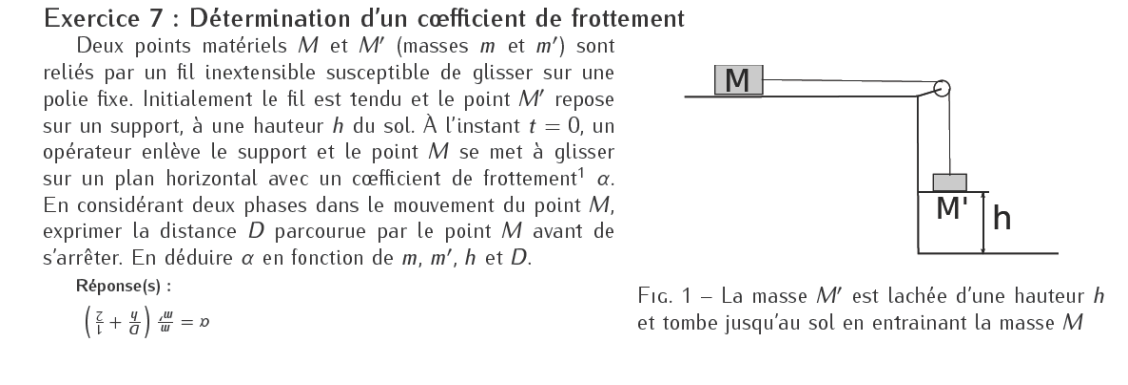 Exercice 7 : Détermination d'un cœfficient de frottement
Deux points matériels M et M′ (masses m et m′) sont
reliés par un fil inextensible susceptible de glisser sur une
polie fixe. Initialement le fil est tendu et le point M′ repose
sur un support, à une hauteur h du sol. À l'instant t = 0, un
opérateur enlève le support et le point M se met à glisser
sur un plan horizontal avec un cœfficient de frottement¹ α.
En considérant deux phases dans le mouvement du point M,
exprimer la distance D parcourue par le point M avant de
s'arrêter. En déduire α en fonction de m, m′, h et D.
Réponse(s) :
α = m/m′ (D/h + 1/2)
M
M'
h
FIG. 1 – La masse M′ est lachée d'une hauteur h
et tombe jusqu'au sol en entrainant la masse M